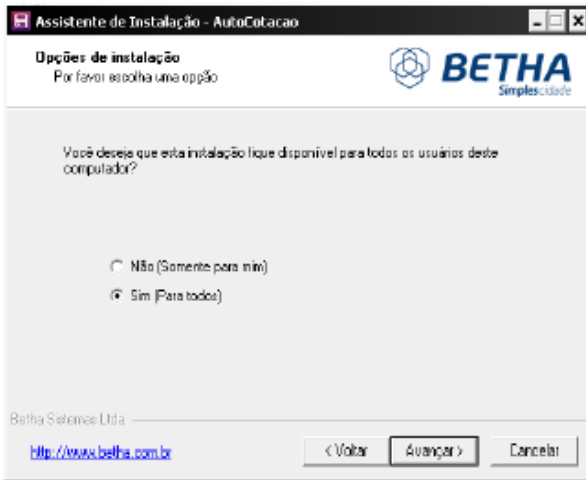 Assistente de Instalação - AutoCotacao
Opções de instalação
Por favor escolha uma opção
BETHA
Simplescidade
Você deseja que esta instalação fique disponível para todos os usuários deste
computador?
Não (Somente para mim)
Sim (Para todos)
Betha Sistemas Ltda
http://www.betha.com.br
< Voltar
Avançar >
Cancelar